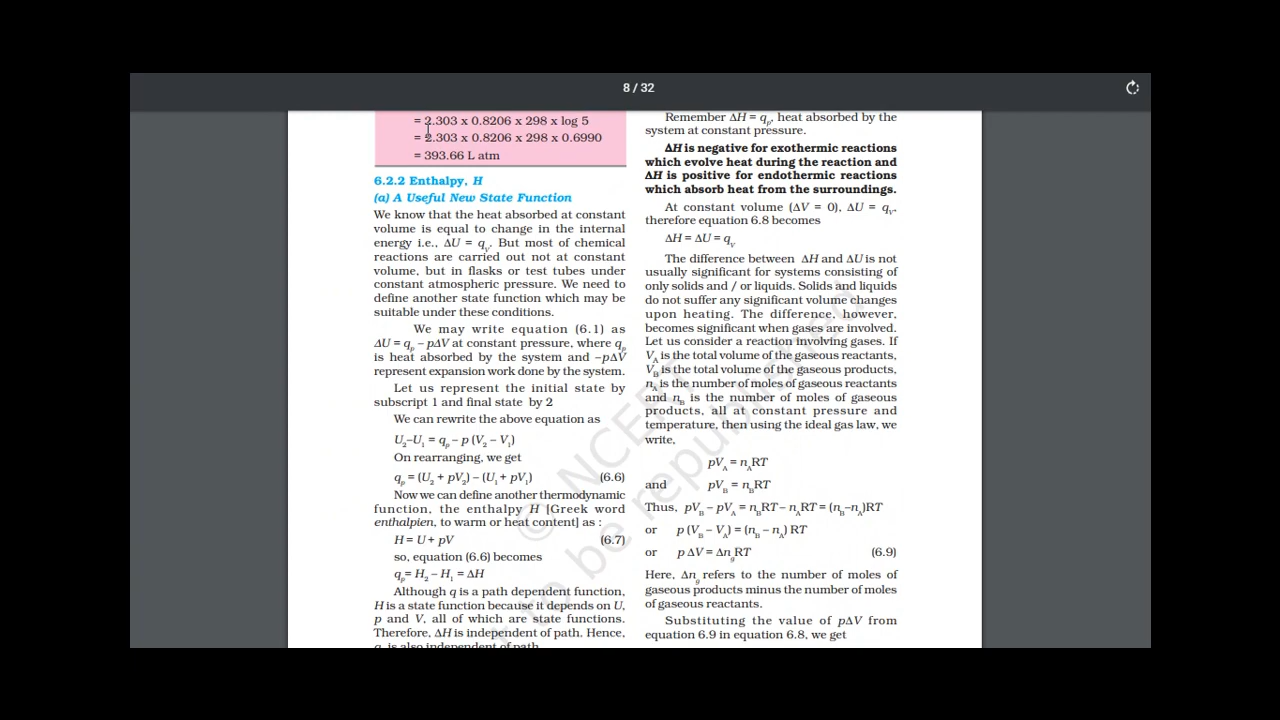 8 / 32
= 2.303 x 0.8206 x 298 x log 5
= 2.303 x 0.8206 x 298 x 0.6990
= 393.66 L atm
6.2.2 Enthalpy, H
(a) A Useful New State Function
We know that the heat absorbed at constant
volume is equal to change in the internal
energy i.e., ΔU = qV. But most of chemical
reactions are carried out not at constant
volume, but in flasks or test tubes under
constant atmospheric pressure. We need to
define another state function which may be
suitable under these conditions.
We may write equation (6.1) as
ΔU = qp – pΔV at constant pressure, where qp
is heat absorbed by the system and –pΔV
represent expansion work done by the system.
Let us represent the initial state by
subscript 1 and final state by 2
We can rewrite the above equation as
U2–U1 = qp – p (V2 – V1)
On rearranging, we get
qp = (U2 + pV2) – (U1 + pV1) (6.6)
Now we can define another thermodynamic
function, the enthalpy H [Greek word
enthalpien, to warm or heat content] as :
H = U + pV (6.7)
so, equation (6.6) becomes
qp= H2 – H1 = ΔH
Although q is a path dependent function,
H is a state function because it depends on U,
p and V, all of which are state functions.
Therefore, ΔH is independent of path. Hence,
qp is also independent of path.
Remember ΔH = qp, heat absorbed by the
system at constant pressure.
ΔH is negative for exothermic reactions
which evolve heat during the reaction and
ΔH is positive for endothermic reactions
which absorb heat from the surroundings.
At constant volume (ΔV = 0), ΔU = qV,
therefore equation 6.8 becomes
ΔH = ΔU = qV
The difference between ΔH and ΔU is not
usually significant for systems consisting of
only solids and / or liquids. Solids and liquids
do not suffer any significant volume changes
upon heating. The difference, however,
becomes significant when gases are involved.
Let us consider a reaction involving gases. If
VA is the total volume of the gaseous reactants,
VB is the total volume of the gaseous products,
nA is the number of moles of gaseous reactants
and nB is the number of moles of gaseous
products, all at constant pressure and
temperature, then using the ideal gas law, we
write,
pVA = nART
and pVB = nBRT
Thus, pVB – pVA = nBRT – nART = (nB–nA)RT
or p (VB – VA) = (nB – nA) RT
or p ΔV = ΔngRT (6.9)
Here, Δng refers to the number of moles of
gaseous products minus the number of moles
of gaseous reactants.
Substituting the value of pΔV from
equation 6.9 in equation 6.8, we get
© NCERT
to be republished